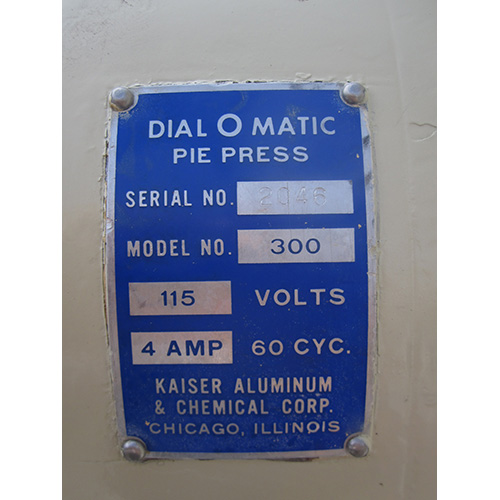 DIAL O MATIC
PIE PRESS
SERIAL NO. 2046
MODEL NO. 300
115 VOLTS
4 AMP 60 CYC.
KAISER ALUMINUM
& CHEMICAL CORP.
CHICAGO, ILLINOIS